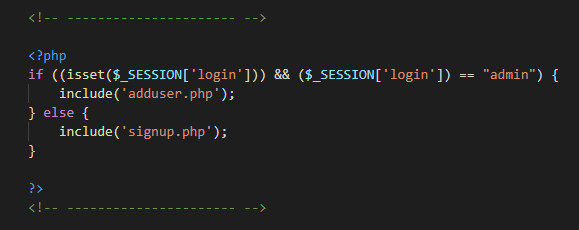 <!-- ----------------------- -->
<?php
if ((isset($_SESSION['login'])) && ($_SESSION['login']) == "admin") {
    include('adduser.php');
} else {
    include('signup.php');
}
?>
<!-- ----------------------- -->